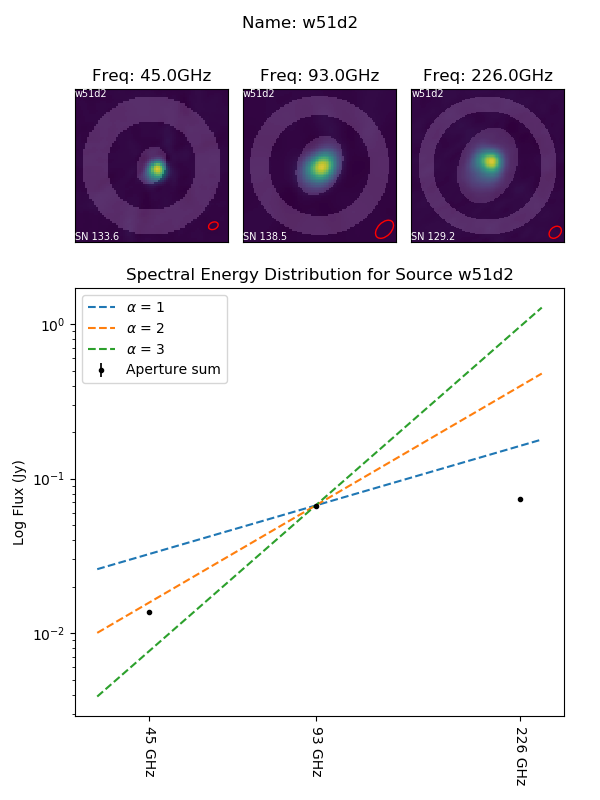 Name: w51d2
Freq: 45.0GHz
Freq: 93.0GHz
Freq: 226.0GHz
w51d2
w51d2
w51d2
SN 133.6
SN 138.5
SN 129.2
Spectral Energy Distribution for Source w51d2
α = 1
α = 2
α = 3
Aperture sum
Log Flux (Jy)
10⁰
10⁻¹
10⁻²
45 GHz
93 GHz
226 GHz